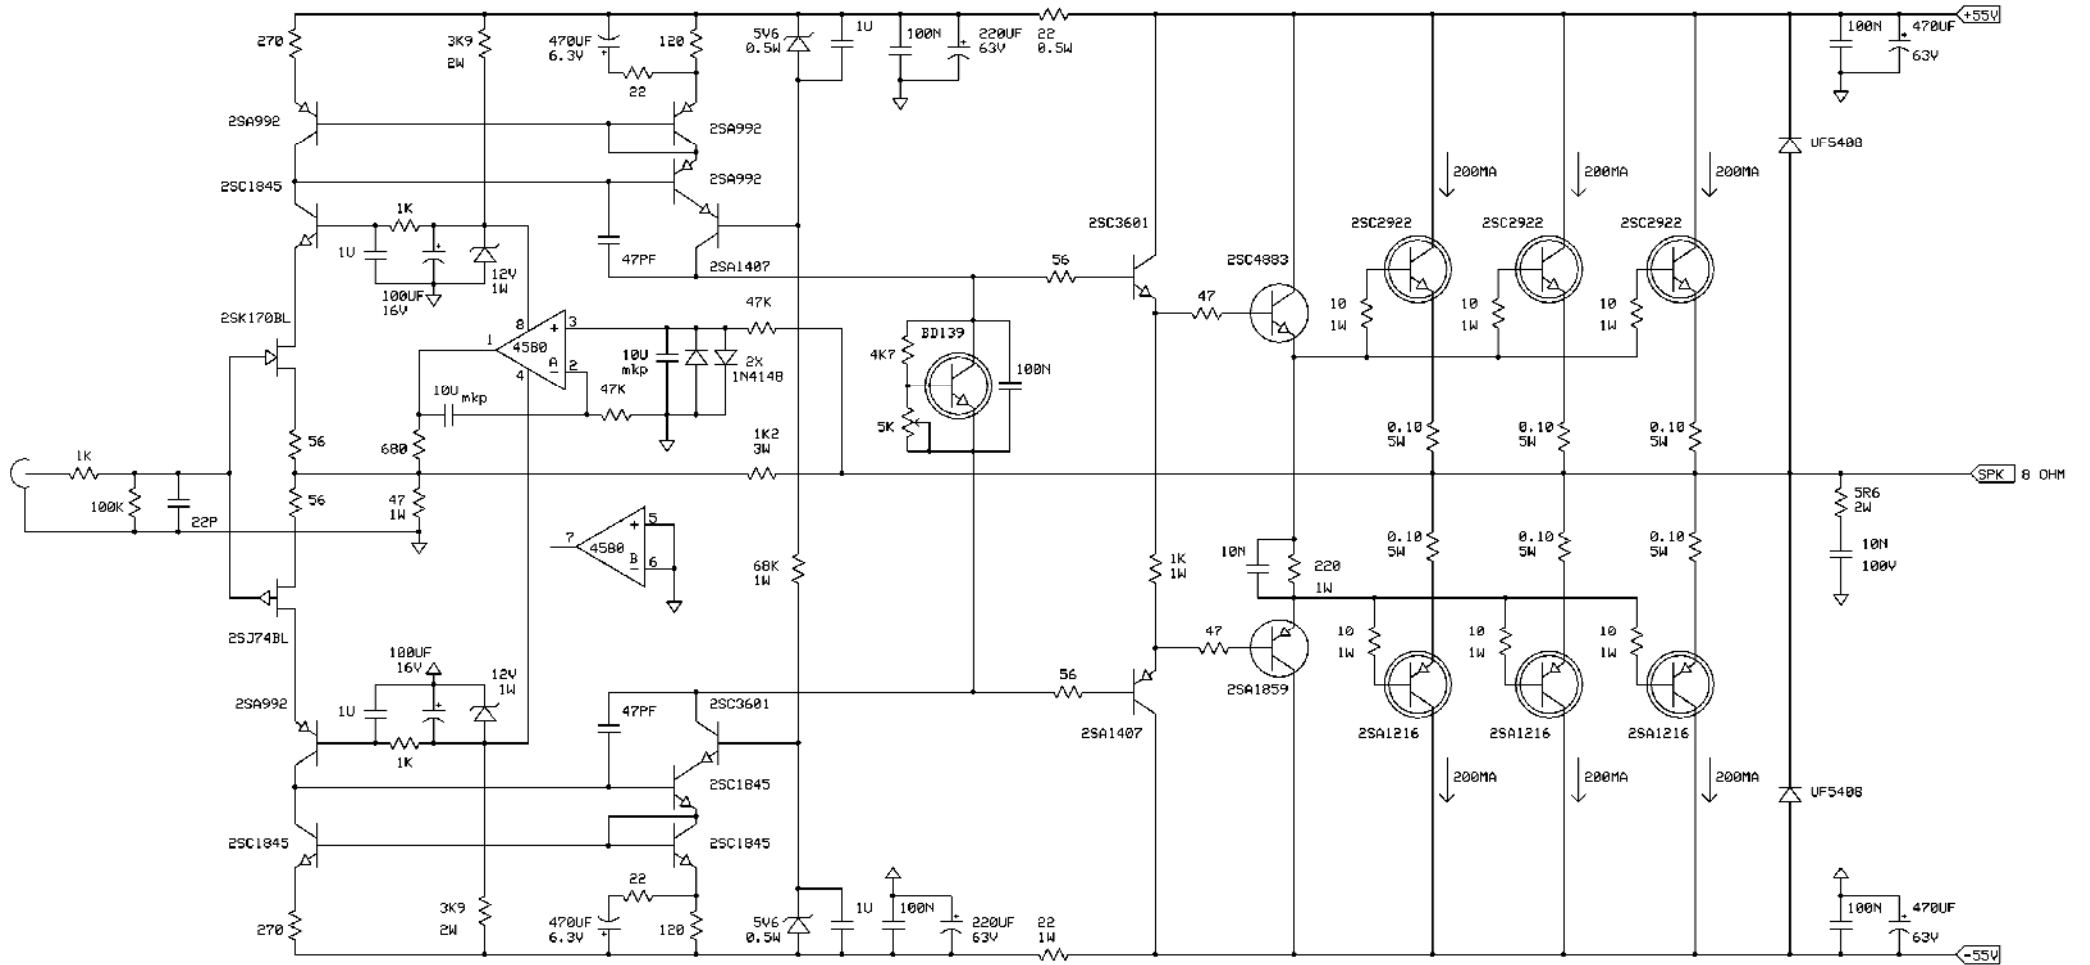 270
3K9
2W
470UF
6.3V
120
22
5V6
0.5W
1U
100N
220UF
63V
22
0.5W
100N
470UF
63V
+55V
2SA992
2SA992
2SA992
UF5408
2SC1845
1K
1U
100UF
16V
12V
1W
47PF
2SA1407
200MA
200MA
200MA
2SC3601
2SC4883
2SC2922
2SC2922
2SC2922
56
47
10
1W
10
1W
10
1W
2SK170BL
1
8
4
3
2
4580
A
+
-
47K
10U
mkp
2X
1N4148
10U
mkp
47K
BD139
4K7
5K
100N
1K
100K
22P
56
56
680
47
1W
1K2
3W
0.10
5W
0.10
5W
0.10
5W
SPK
8 OHM
7
4580
B
+
-
5
6
68K
1W
1K
1W
10N
220
1W
0.10
5W
0.10
5W
0.10
5W
5R6
2W
10N
100V
2SJ74BL
100UF
16V
12V
1W
2SA992
1U
1K
47PF
2SC3601
56
47
2SA1859
2SA1407
10
1W
10
1W
10
1W
2SA1216
2SA1216
2SA1216
2SC1845
200MA
200MA
200MA
UF5408
2SC1845
2SC1845
270
3K9
2W
22
470UF
6.3V
120
5V6
0.5W
1U
100N
220UF
63V
22
1W
100N
470UF
63V
-55V